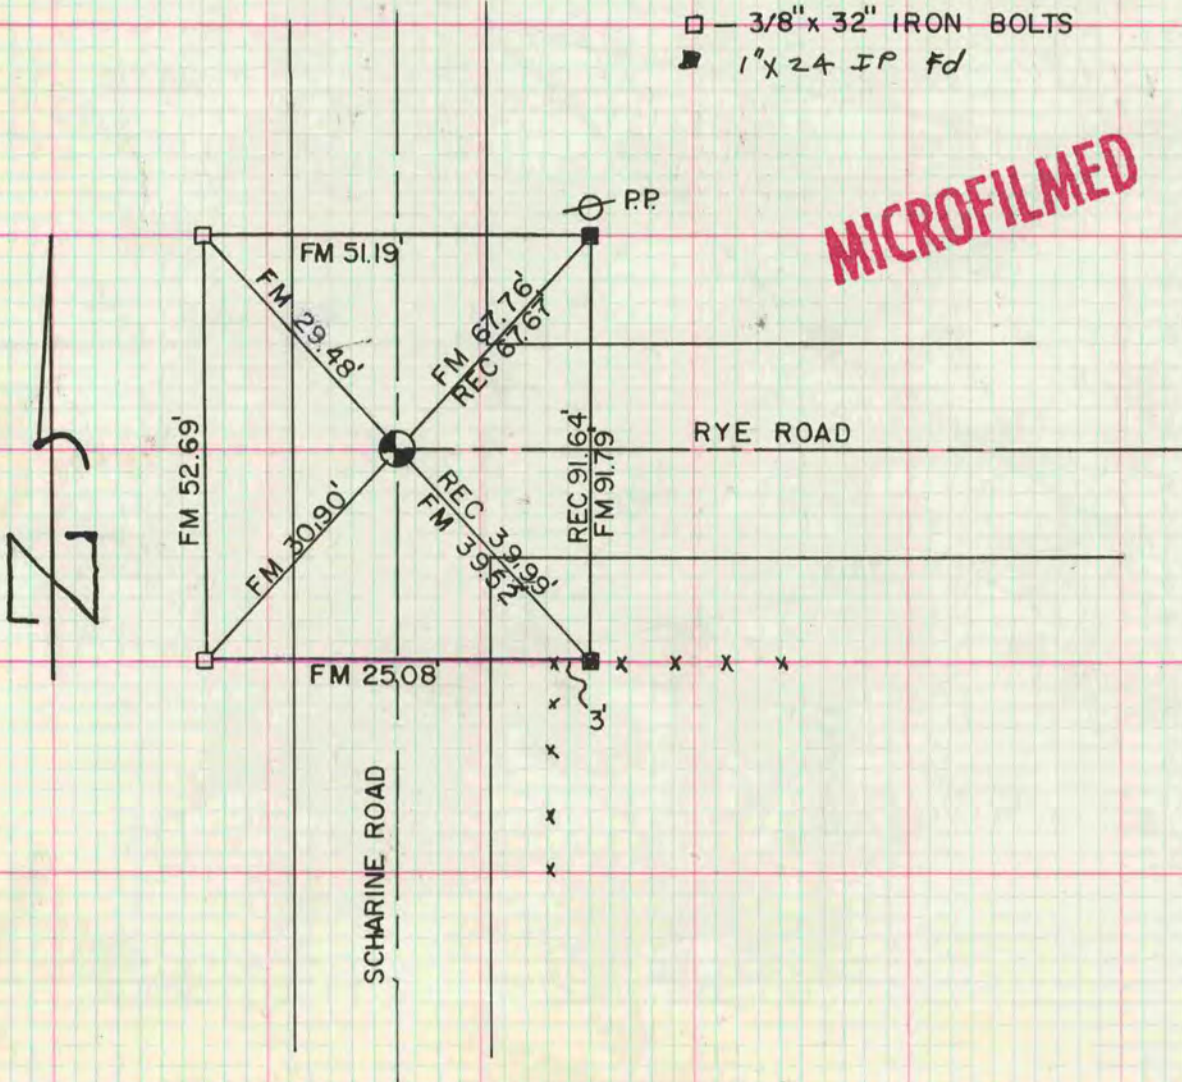 3/8" x 32" IRON BOLTS
1" x 24 IP Fd
MICROFILMED
P.P.
FM 51.19'
FM 29.48'
FM 67.76'
REC 67.67'
FM 52.69'
REC 91.64'
FM 91.79'
RYE ROAD
N
FM 30.90'
REC 39.99'
FM 39.52'
FM 25.08'
3'
SCHARINE ROAD
x x x x x
x
x
x
x